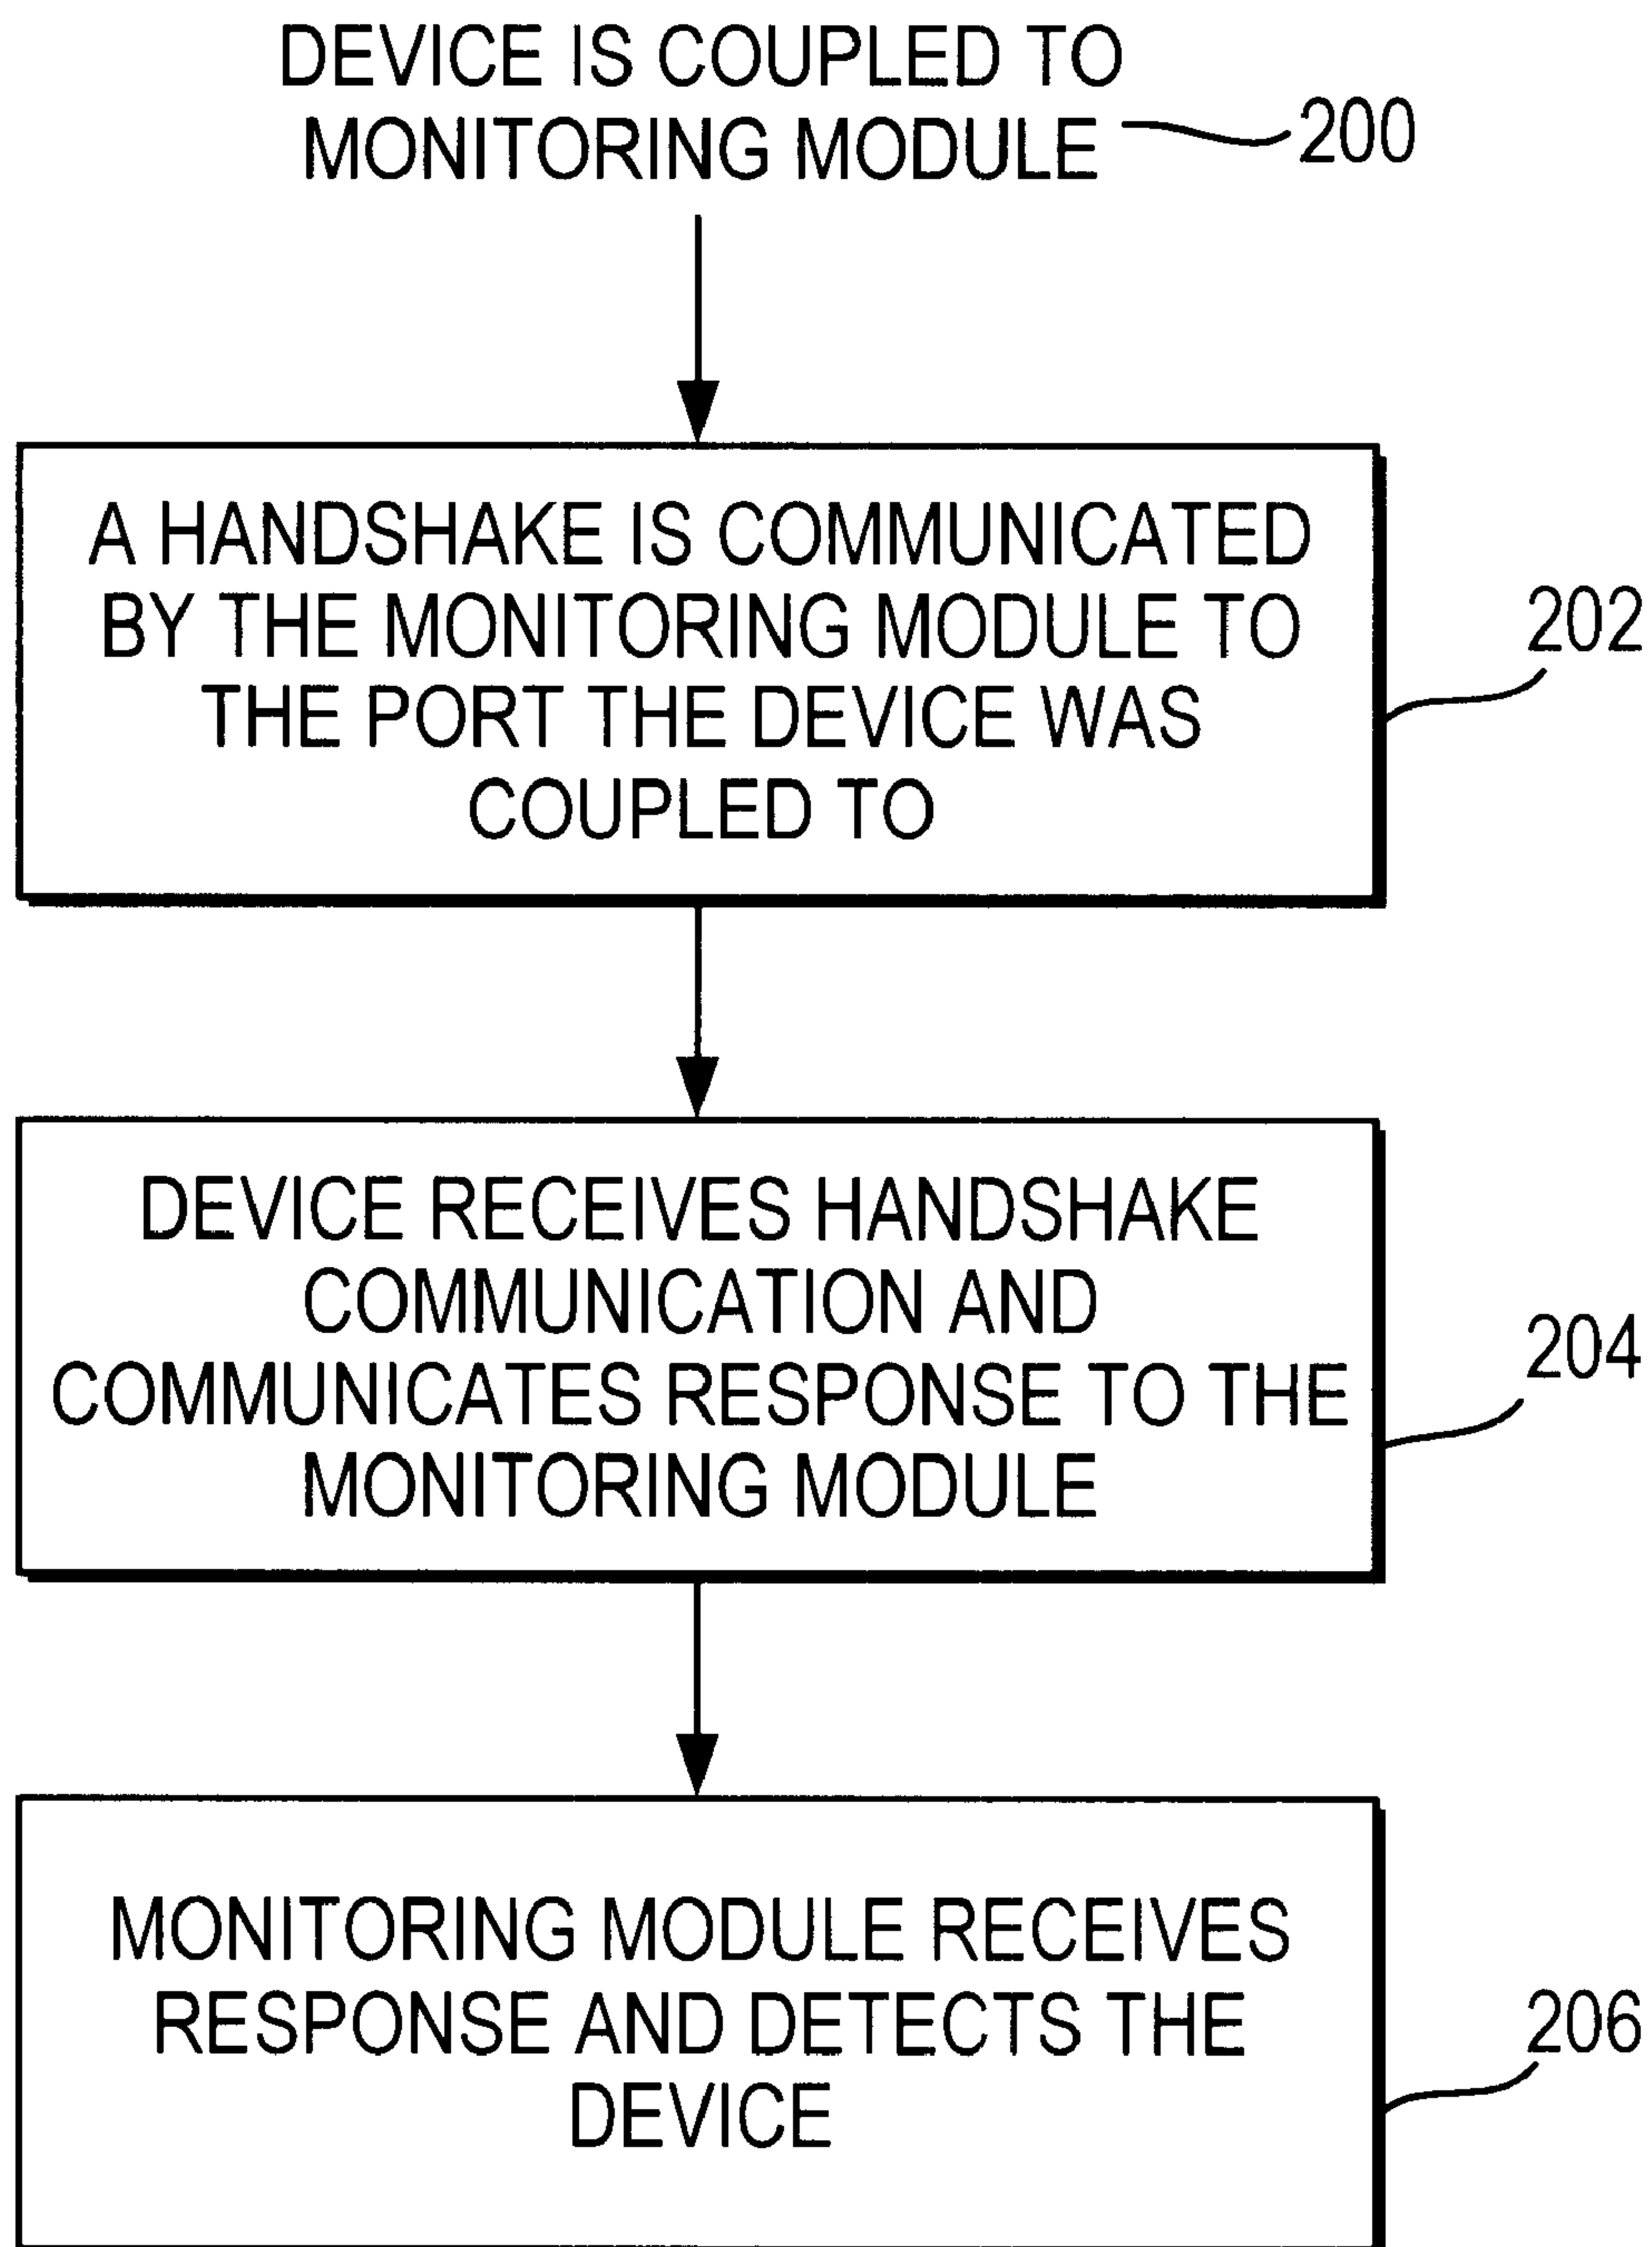 DEVICE IS COUPLED TO
MONITORING MODULE 200
A HANDSHAKE IS COMMUNICATED
BY THE MONITORING MODULE TO
THE PORT THE DEVICE WAS
COUPLED TO
202
DEVICE RECEIVES HANDSHAKE
COMMUNICATION AND
COMMUNICATES RESPONSE TO THE
MONITORING MODULE
204
MONITORING MODULE RECEIVES
RESPONSE AND DETECTS THE
DEVICE
206